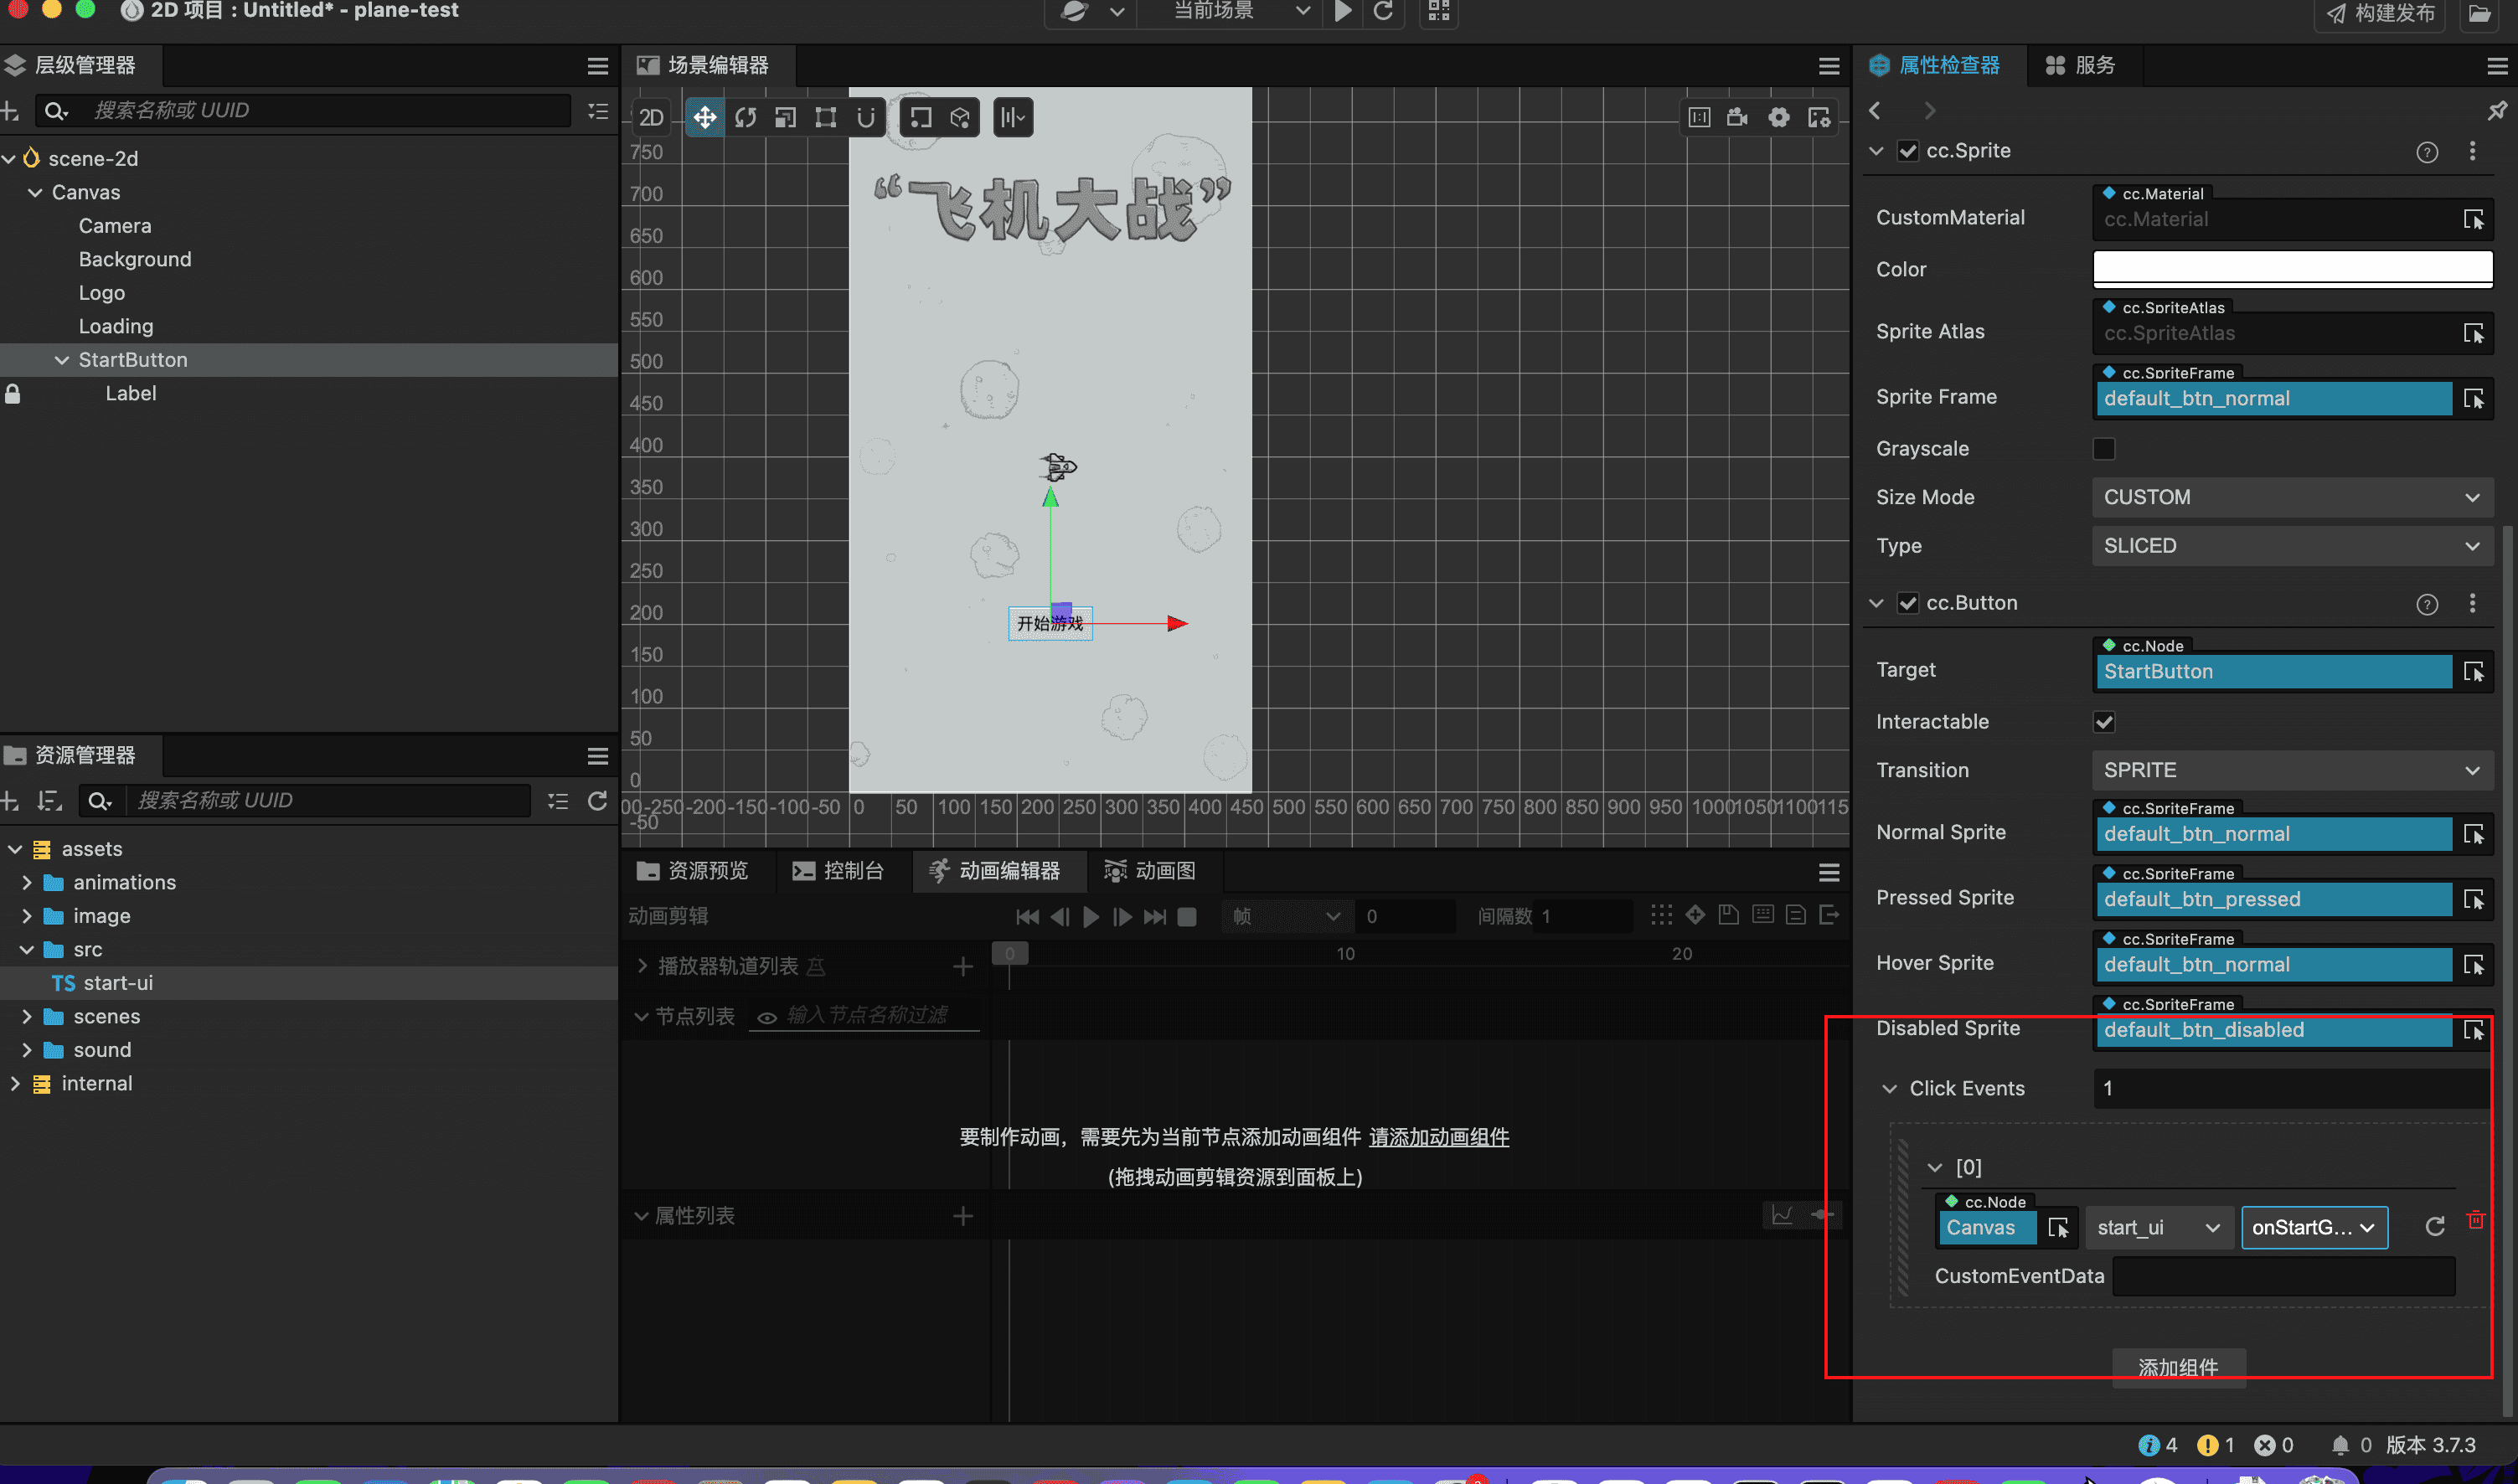 2D 项目：Untitled* - plane-test
当前场景
构建发布
层级管理器
搜索名称或 UUID
scene-2d
Canvas
Camera
Background
Logo
Loading
StartButton
Label
资源管理器
搜索名称或 UUID
assets
animations
image
src
TS start-ui
scenes
sound
internal
场景编辑器
2D
750
700
650
600
550
500
450
400
350
300
250
200
150
100
50
0
-50
00-250-200-150-100-50 0 50 100 150 200 250 300 350 400 450 500 550 600 650 700 750 800 850 900 950 1000 1050 1100 115
“飞机大战”
开始游戏
资源预览 控制台 动画编辑器 动画图
动画剪辑 帧 0 间隔数 1
播放器轨道列表
0 10 20
节点列表 输入节点名称过滤
要制作动画，需要先为当前节点添加动画组件 请添加动画组件
(拖拽动画剪辑资源到面板上)
属性列表
属性检查器 服务
cc.Sprite
cc.Material
CustomMaterial cc.Material
Color
cc.SpriteAtlas
Sprite Atlas cc.SpriteAtlas
cc.SpriteFrame
Sprite Frame default_btn_normal
Grayscale
Size Mode CUSTOM
Type SLICED
cc.Button
cc.Node
Target StartButton
Interactable
Transition SPRITE
cc.SpriteFrame
Normal Sprite default_btn_normal
cc.SpriteFrame
Pressed Sprite default_btn_pressed
cc.SpriteFrame
Hover Sprite default_btn_normal
cc.SpriteFrame
Disabled Sprite default_btn_disabled
Click Events 1
[0]
cc.Node
Canvas start_ui onStartG...
CustomEventData
添加组件
4 1 0 0 版本 3.7.3